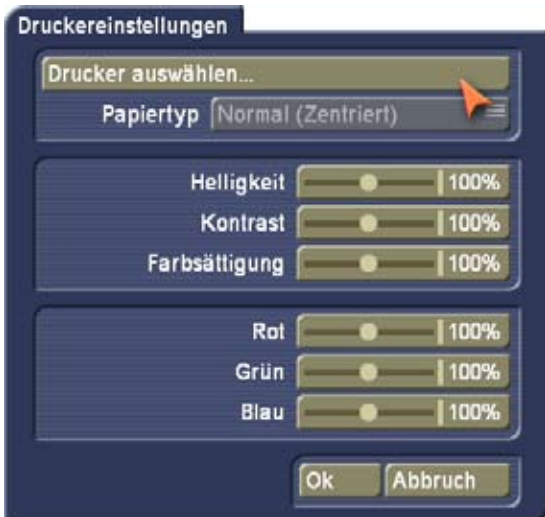 Druckereinstellungen
Drucker auswählen...
Papiertyp Normal (Zentriert)
Helligkeit 100%
Kontrast 100%
Farbsättigung 100%
Rot 100%
Grün 100%
Blau 100%
Ok Abbruch